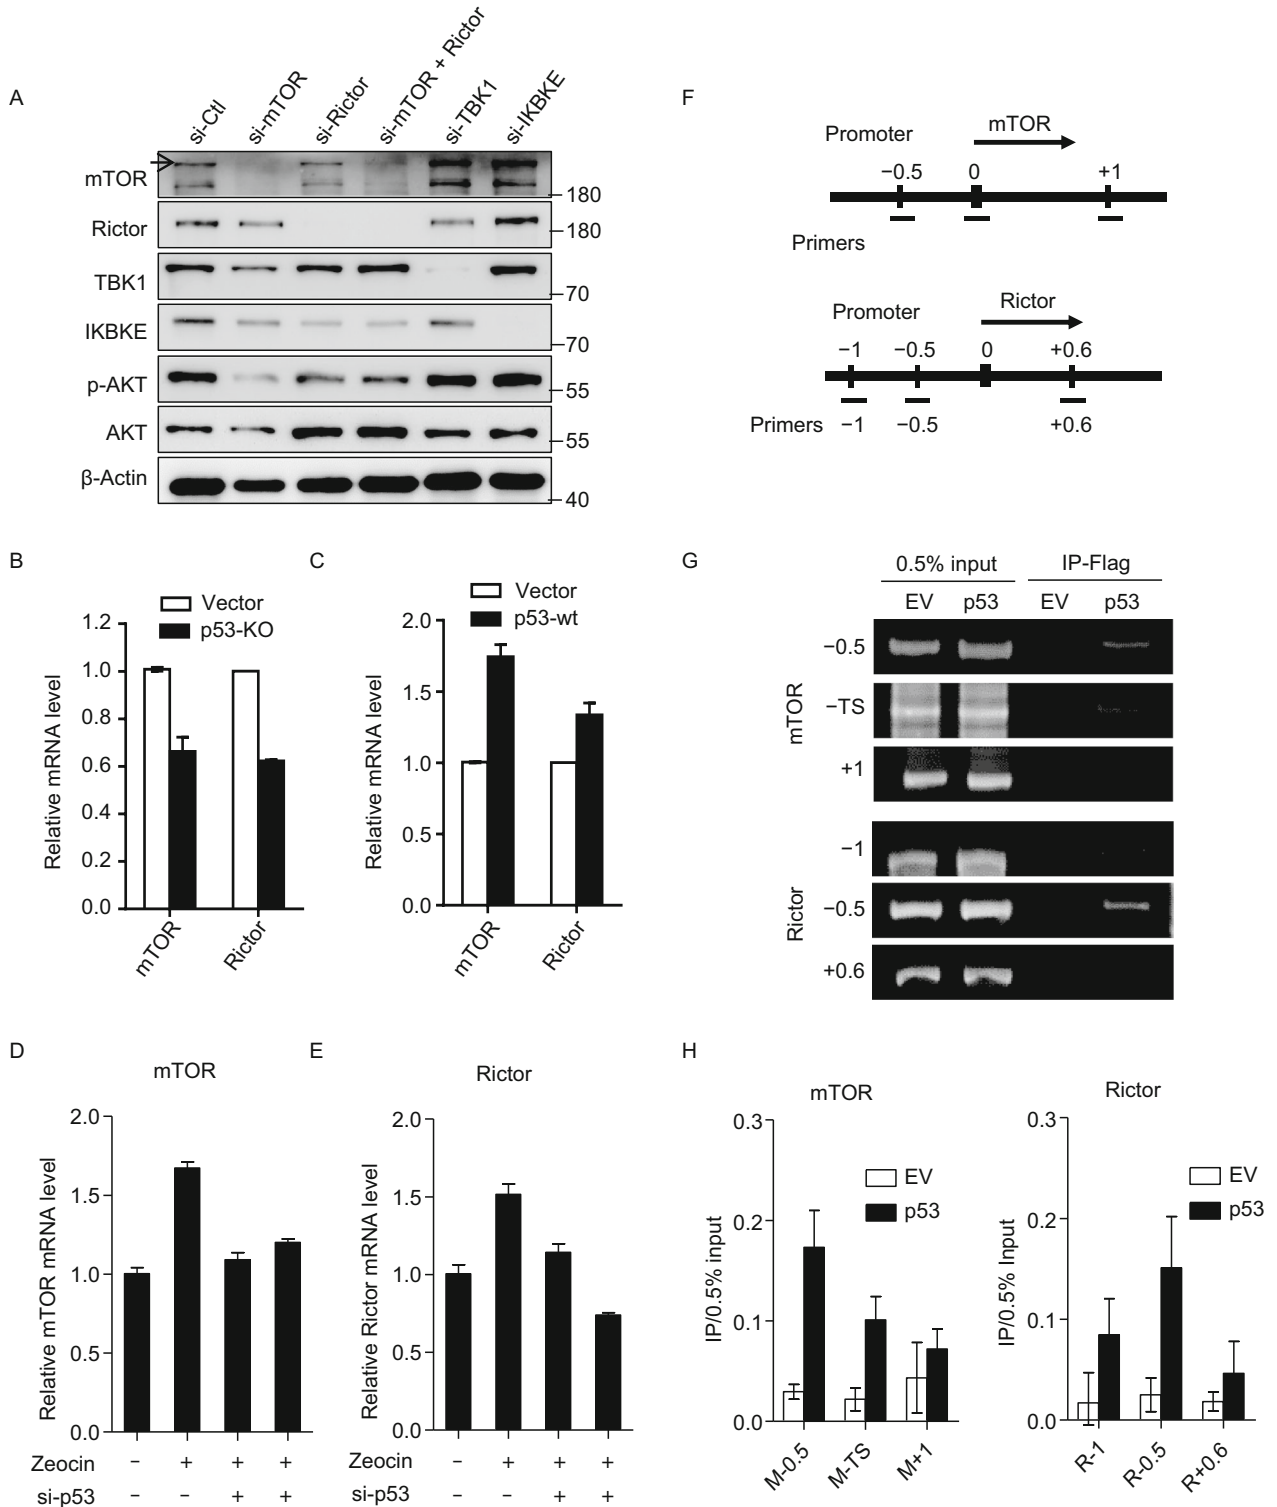 A
si-Ctl
si-mTOR
si-Rictor
si-mTOR + Rictor
si-TBK1
si-IKBKE
mTOR
180
Rictor
180
TBK1
70
IKBKE
70
p-AKT
55
AKT
55
β-Actin
40
F
Promoter
mTOR
−0.5 0 +1
Primers
Promoter
Rictor
−1 −0.5 0 +0.6
Primers −1 −0.5 +0.6
B
Vector
p53-KO
Relative mRNA level
1.2
1.0
0.8
0.6
0.4
0.2
0.0
mTOR
Rictor
C
Vector
p53-wt
Relative mRNA level
2.0
1.5
1.0
0.5
0.0
mTOR
Rictor
G
0.5% input IP-Flag
EV p53 EV p53
mTOR
−0.5
−TS
+1
Rictor
−1
−0.5
+0.6
D
mTOR
Relative mTOR mRNA level
2.0
1.5
1.0
0.5
0.0
Zeocin − + + +
si-p53 − − + +
E
Rictor
Relative Rictor mRNA level
2.0
1.5
1.0
0.5
0.0
Zeocin − + + +
si-p53 − − + +
H
mTOR
EV
p53
IP/0.5% input
0.3
0.2
0.1
0.0
M-0.5
M-TS
M+1
Rictor
EV
p53
IP/0.5% Input
0.3
0.2
0.1
0.0
R-1
R-0.5
R+0.6